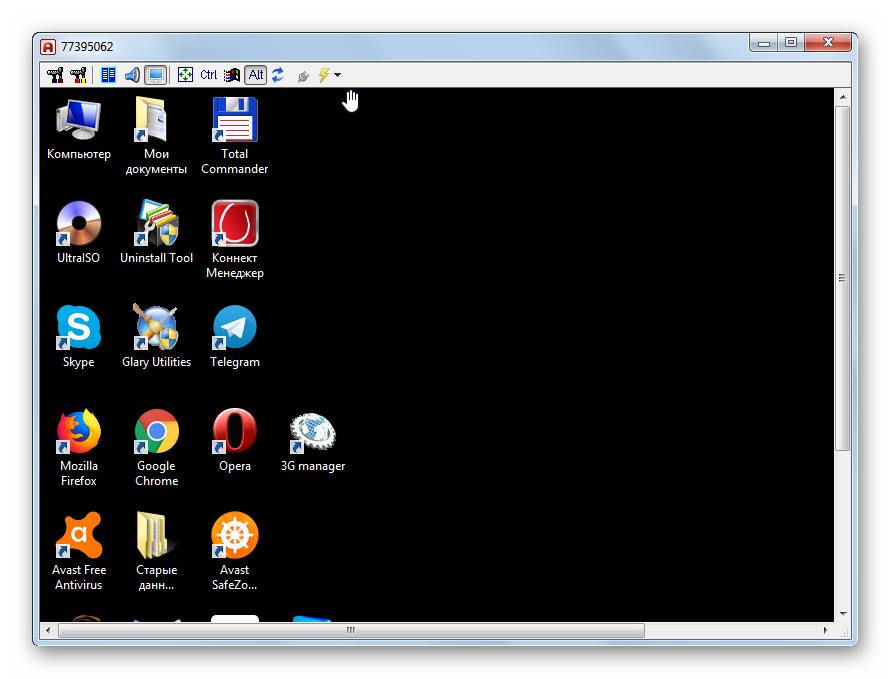 77395062
Ctrl
Alt
Компьютер
Мои
документы
Total
Commander
UltraISO
Uninstall Tool
Коннект
Менеджер
Skype
Glary Utilities
Telegram
Mozilla
Firefox
Google
Chrome
Opera
3G manager
Avast Free
Antivirus
Старые
данн...
Avast
SafeZo...